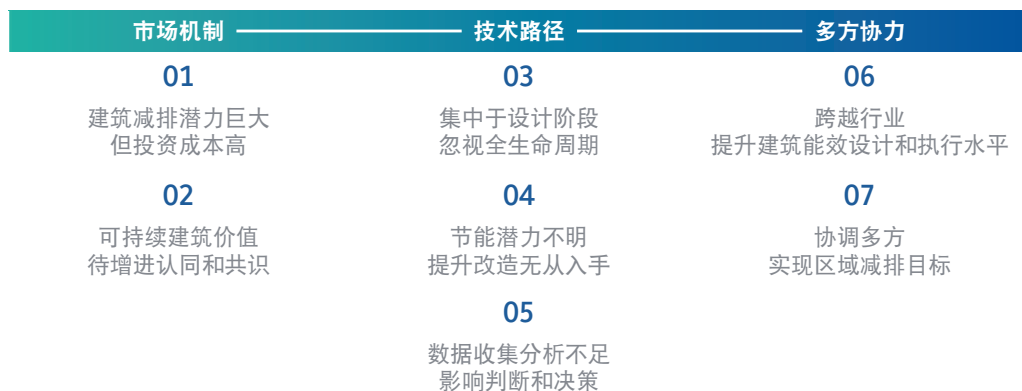 市场机制
技术路径
多方协力
01
建筑减排潜力巨大
但投资成本高
02
可持续建筑价值
待增进认同和共识
03
集中于设计阶段
忽视全生命周期
04
节能潜力不明
提升改造无从入手
05
数据收集分析不足
影响判断和决策
06
跨越行业
提升建筑能效设计和执行水平
07
协调多方
实现区域减排目标